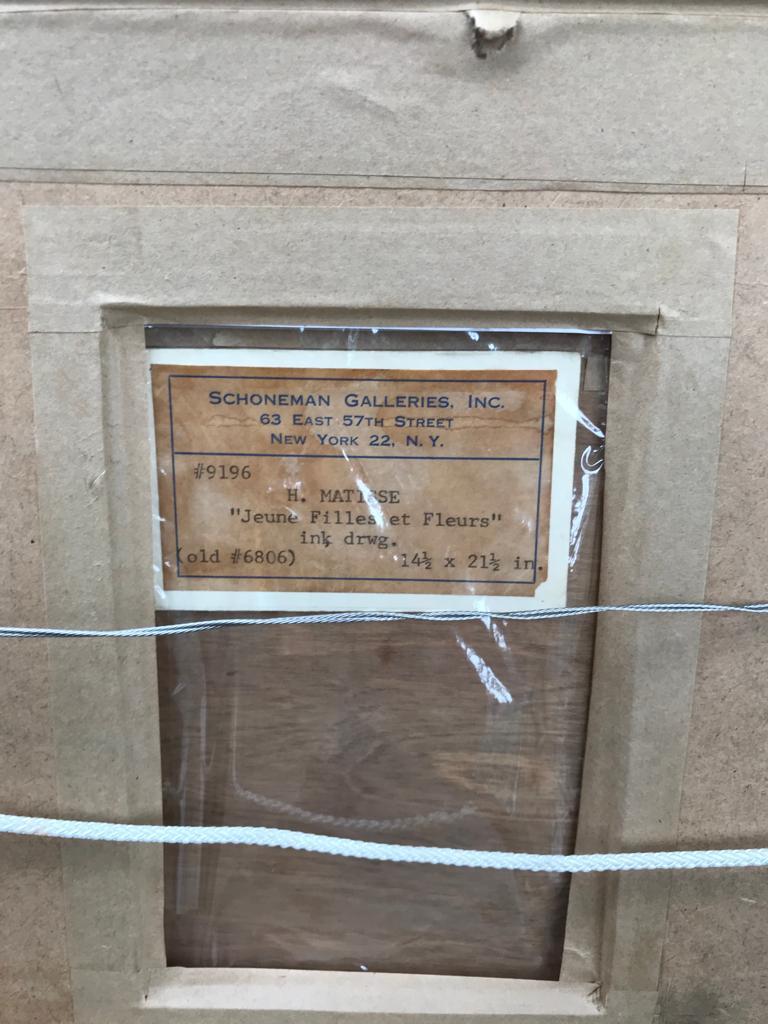 SCHONEMAN GALLERIES, INC.
63 EAST 57TH STREET
NEW YORK 22, N. Y.
#9196
H. MATISSE
"Jeune Filles et Fleurs"
ink drwg.
(old #6806) 14½ x 21½ in.